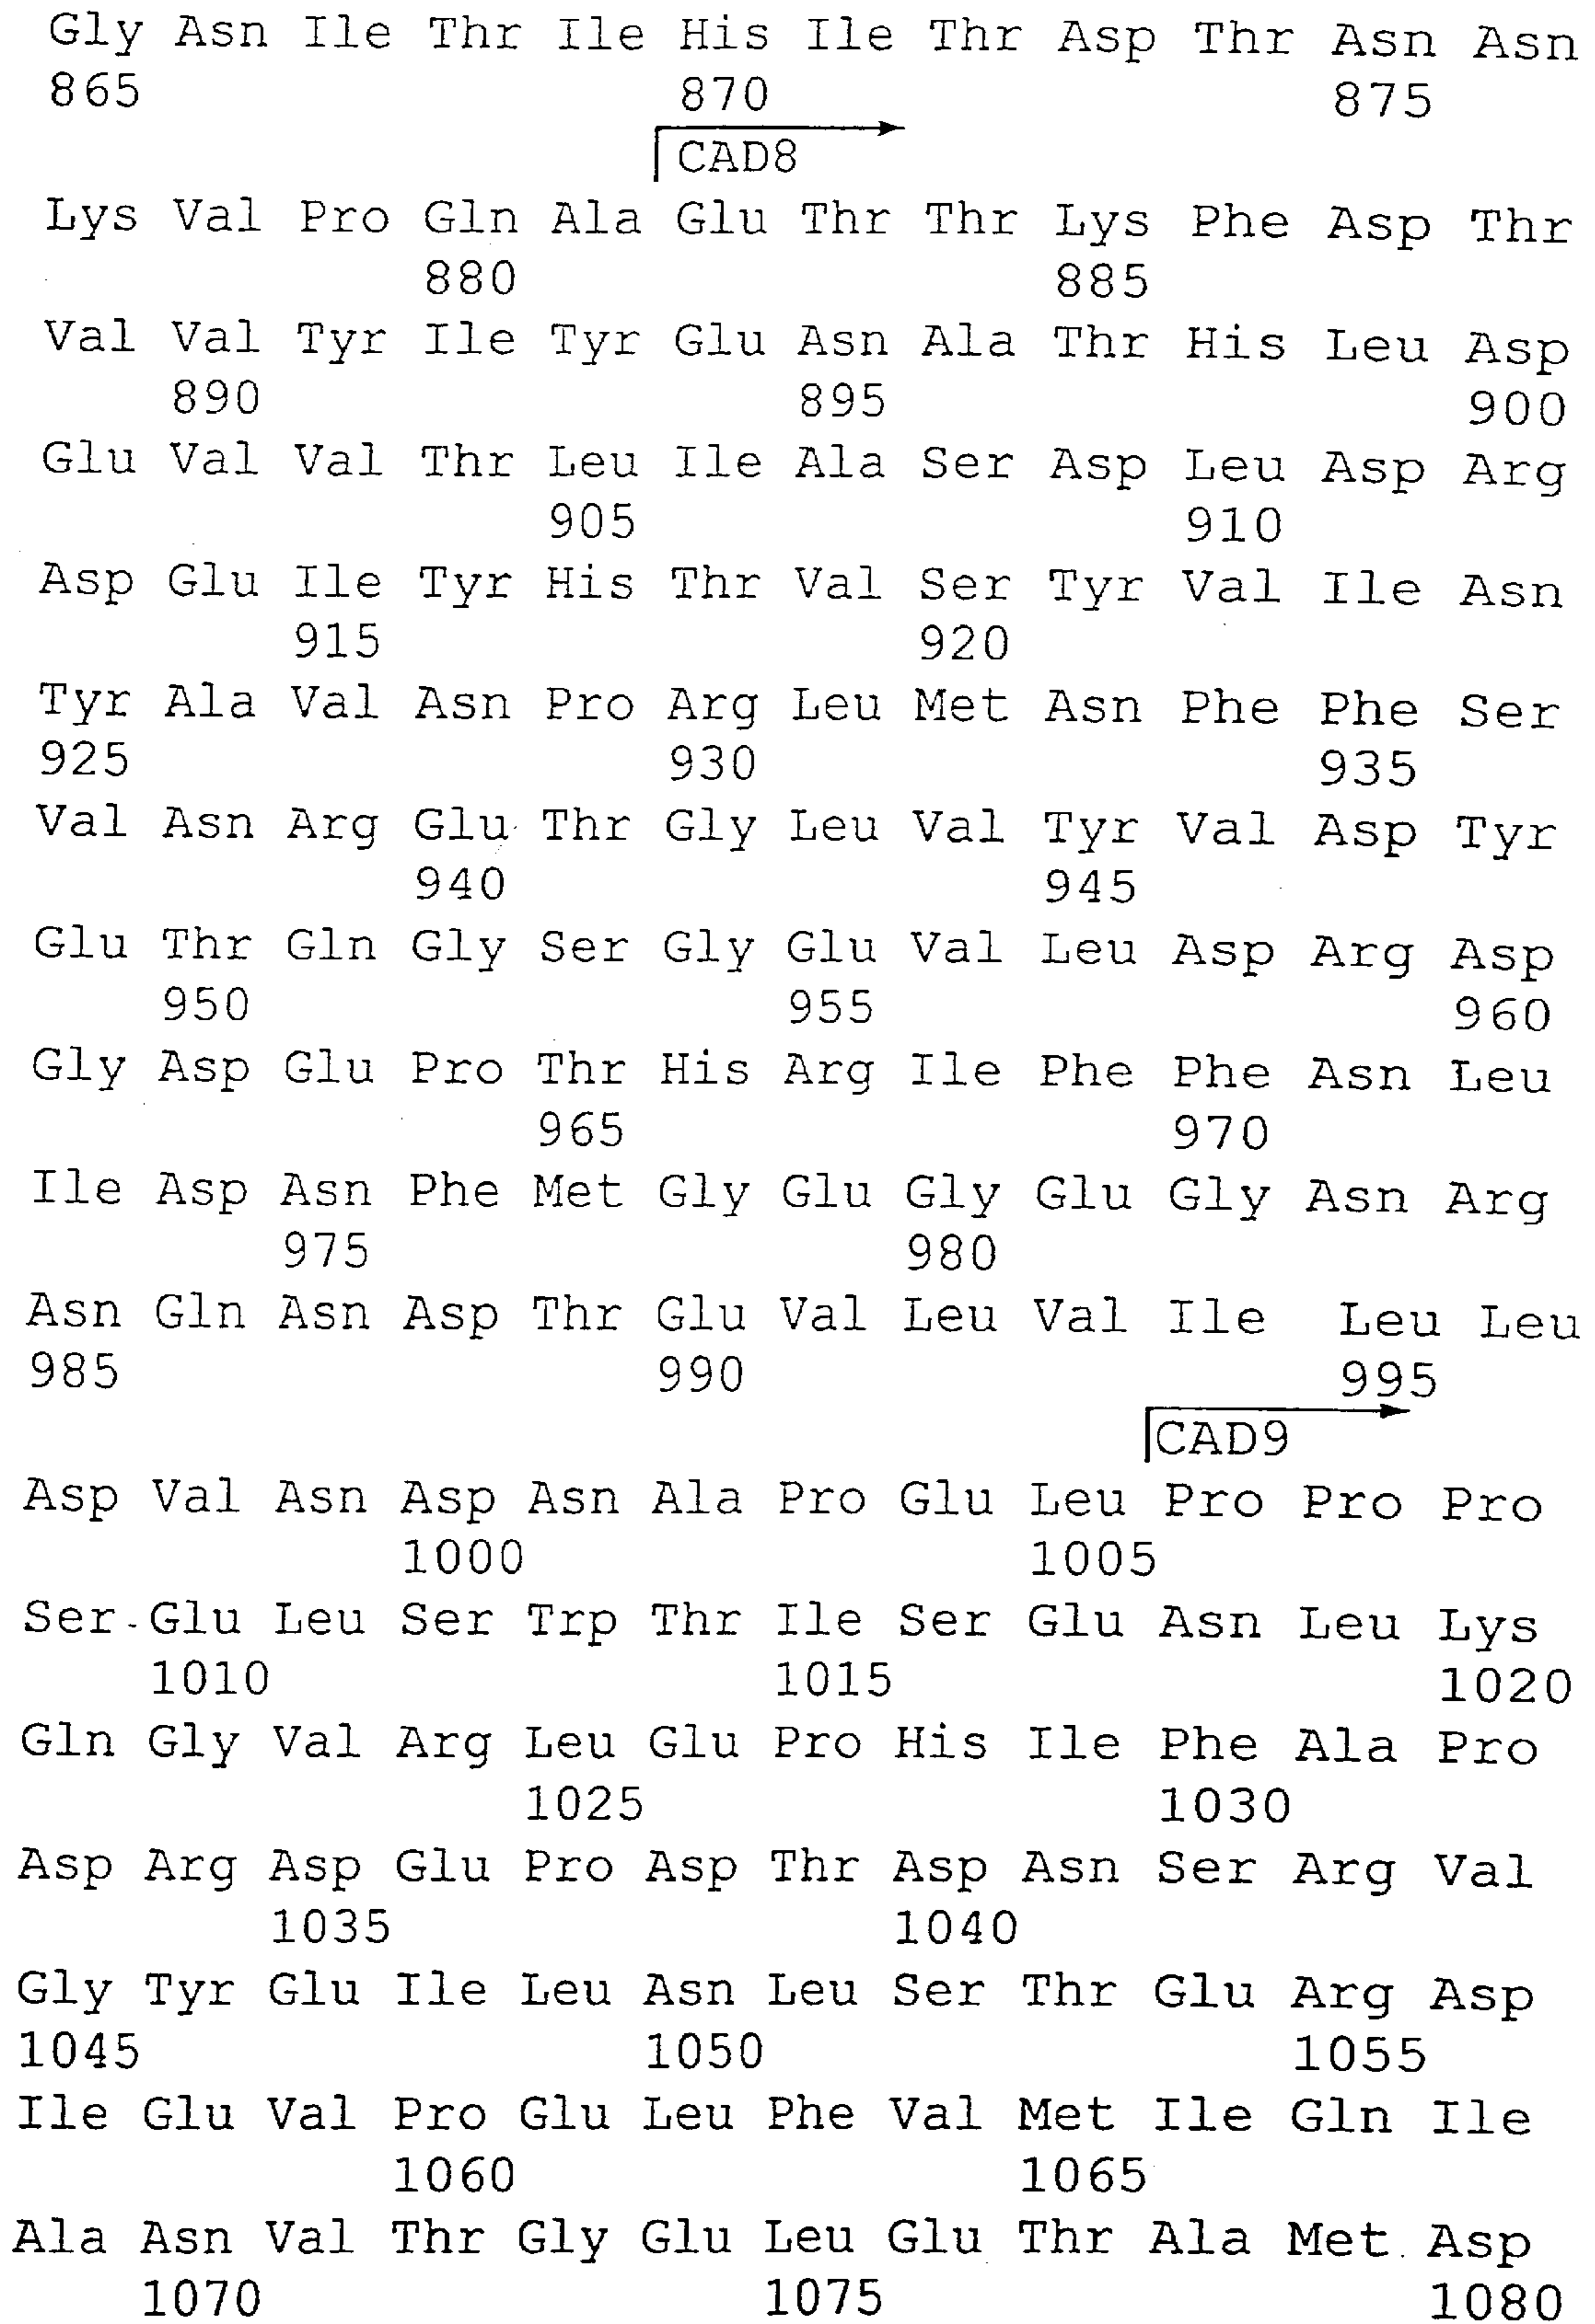 Gly Asn Ile Thr Ile His Ile Thr Asp Thr Asn Asn
865 870 875
CAD8
Lys Val Pro Gln Ala Glu Thr Thr Lys Phe Asp Thr
880 885
Val Val Tyr Ile Tyr Glu Asn Ala Thr His Leu Asp
890 895 900
Glu Val Val Thr Leu Ile Ala Ser Asp Leu Asp Arg
905 910
Asp Glu Ile Tyr His Thr Val Ser Tyr Val Ile Asn
915 920
Tyr Ala Val Asn Pro Arg Leu Met Asn Phe Phe Ser
925 930 935
Val Asn Arg Glu Thr Gly Leu Val Tyr Val Asp Tyr
940 945
Glu Thr Gln Gly Ser Gly Glu Val Leu Asp Arg Asp
950 955 960
Gly Asp Glu Pro Thr His Arg Ile Phe Phe Asn Leu
965 970
Ile Asp Asn Phe Met Gly Glu Gly Glu Gly Asn Arg
975 980
Asn Gln Asn Asp Thr Glu Val Leu Val Ile Leu Leu
985 990 995
CAD9
Asp Val Asn Asp Asn Ala Pro Glu Leu Pro Pro Pro
1000 1005
Ser Glu Leu Ser Trp Thr Ile Ser Glu Asn Leu Lys
1010 1015 1020
Gln Gly Val Arg Leu Glu Pro His Ile Phe Ala Pro
1025 1030
Asp Arg Asp Glu Pro Asp Thr Asp Asn Ser Arg Val
1035 1040
Gly Tyr Glu Ile Leu Asn Leu Ser Thr Glu Arg Asp
1045 1050 1055
Ile Glu Val Pro Glu Leu Phe Val Met Ile Gln Ile
1060 1065
Ala Asn Val Thr Gly Glu Leu Glu Thr Ala Met Asp
1070 1075 1080